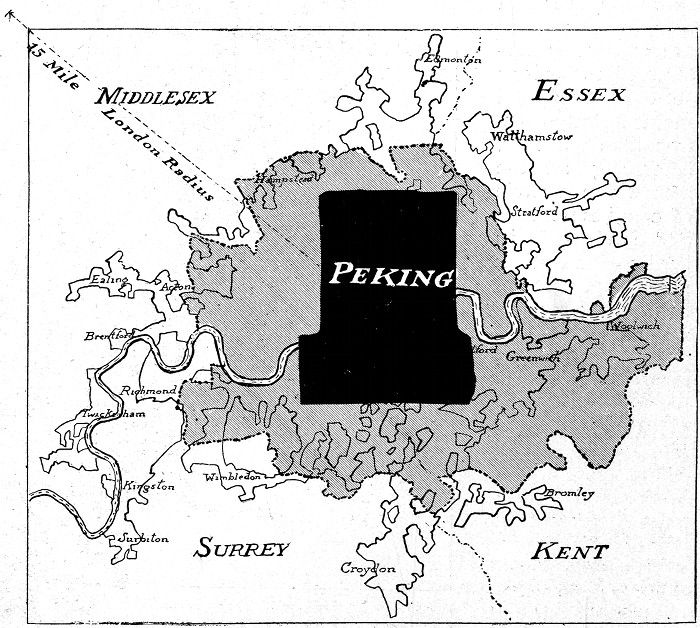 15 Mile
London Radius
MIDDLESEX
ESSEX
Edmonton
Walthamstow
Hampstead
Stratford
PEKING
Ealing
Acton
Brentford
Woolwich
Greenwich
Richmond
Twickenham
Wimbledon
Kingston
Bromley
Surbiton
SURREY
KENT
Croydon